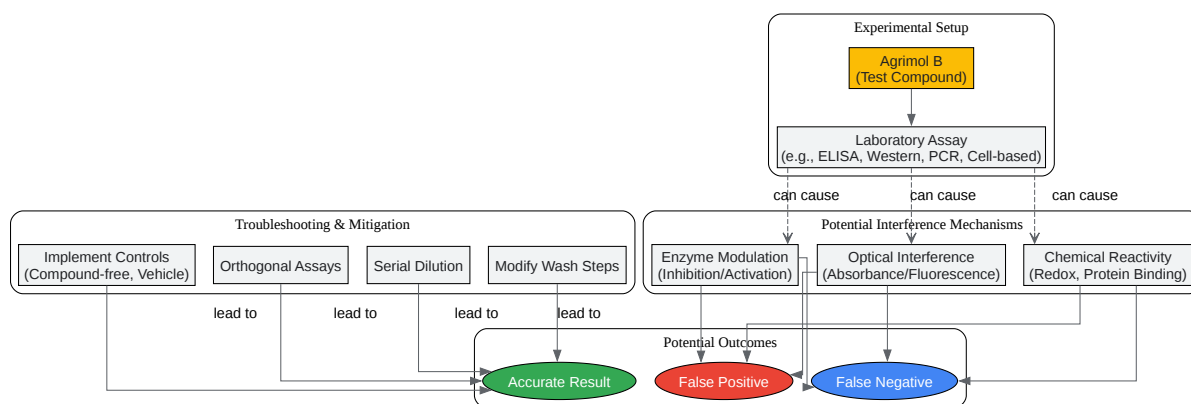 Experimental Setup
Agrimol B
(Test Compound)
Laboratory Assay
(e.g., ELISA, Western, PCR, Cell-based)
can cause
can cause
can cause
Troubleshooting & Mitigation
Implement Controls
(Compound-free, Vehicle)
Orthogonal Assays
Serial Dilution
Modify Wash Steps
Potential Interference Mechanisms
Enzyme Modulation
(Inhibition/Activation)
Optical Interference
(Absorbance/Fluorescence)
Chemical Reactivity
(Redox, Protein Binding)
lead to
lead to
lead to
lead to
Potential Outcomes
Accurate Result
False Positive
False Negative